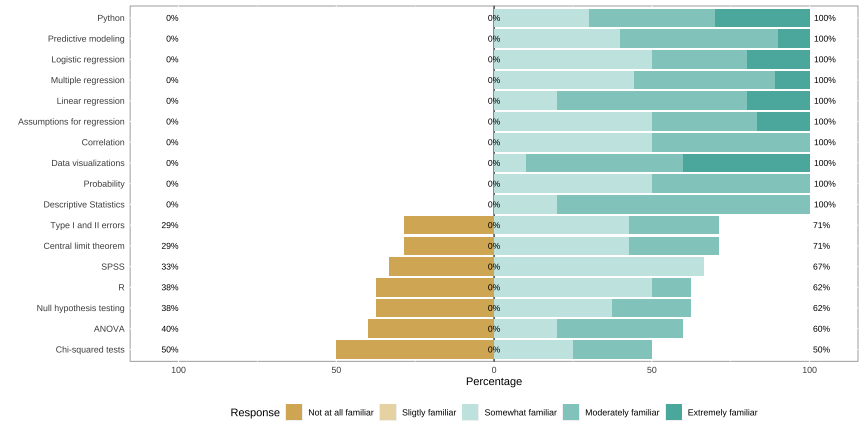 Python 0% 0% 100%
Predictive modeling 0% 0% 100%
Logistic regression 0% 0% 100%
Multiple regression 0% 0% 100%
Linear regression 0% 0% 100%
Assumptions for regression 0% 0% 100%
Correlation 0% 0% 100%
Data visualizations 0% 0% 100%
Probability 0% 0% 100%
Descriptive Statistics 0% 0% 100%
Type I and II errors 29% 0% 71%
Central limit theorem 29% 0% 71%
SPSS 33% 0% 67%
R 38% 0% 62%
Null hypothesis testing 38% 0% 62%
ANOVA 40% 0% 60%
Chi-squared tests 50% 0% 50%
100 50 0 50 100
Percentage
Response Not at all familiar Sligtly familiar Somewhat familiar Moderately familiar Extremely familiar